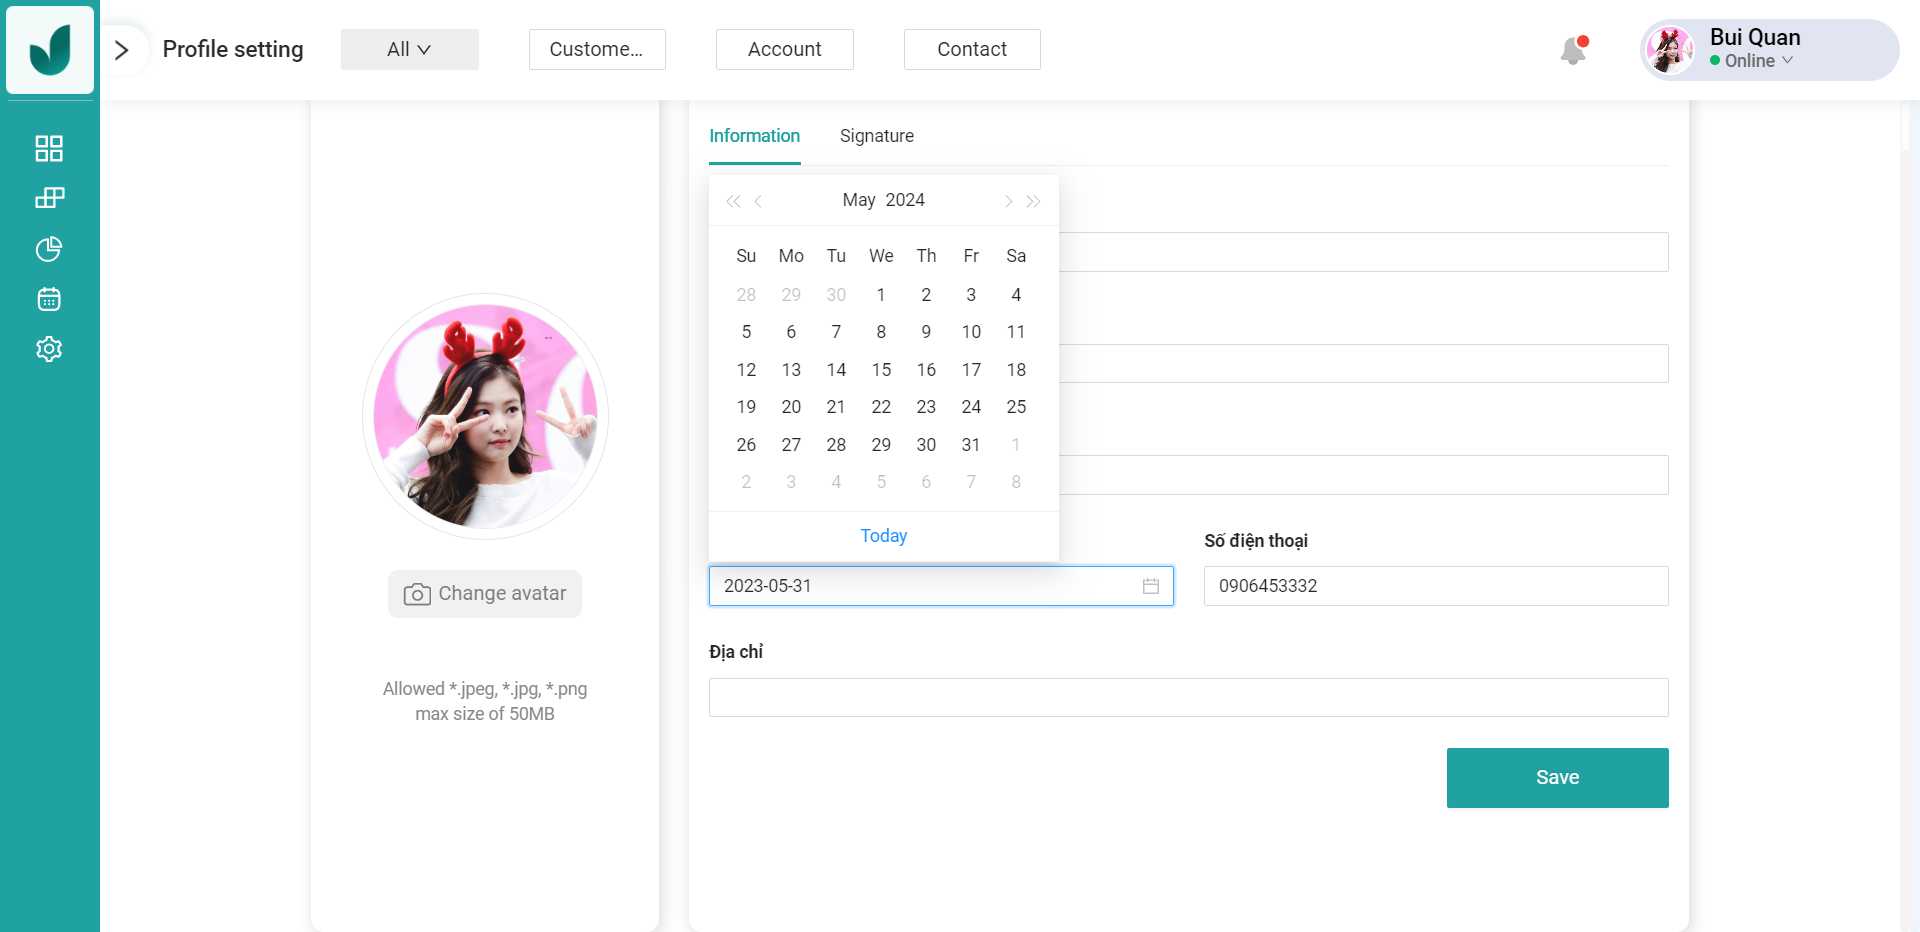 Profile setting
All
Custome...
Account
Contact
Bui Quan
Online
Information
Signature
May 2024
Su Mo Tu We Th Fr Sa
28 29 30 1 2 3 4
5 6 7 8 9 10 11
12 13 14 15 16 17 18
19 20 21 22 23 24 25
26 27 28 29 30 31 1
2 3 4 5 6 7 8
Today
Số điện thoại
2023-05-31
0906453332
Change avatar
Địa chỉ
Allowed *.jpeg, *.jpg, *.png
max size of 50MB
Save